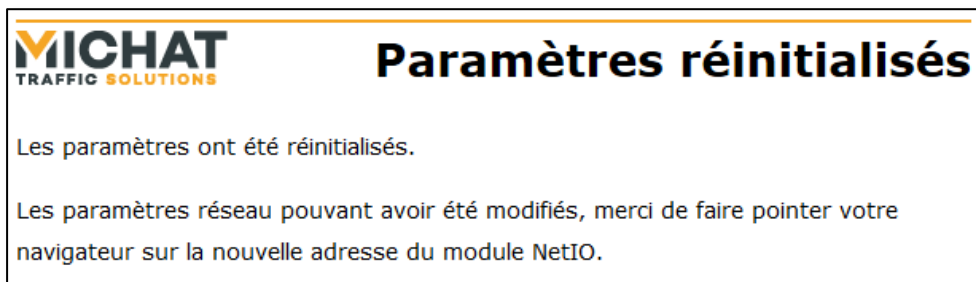 MICHAT
TRAFFIC SOLUTIONS
Paramètres réinitialisés
Les paramètres ont été réinitialisés.
Les paramètres réseau pouvant avoir été modifiés, merci de faire pointer votre
navigateur sur la nouvelle adresse du module NetIO.